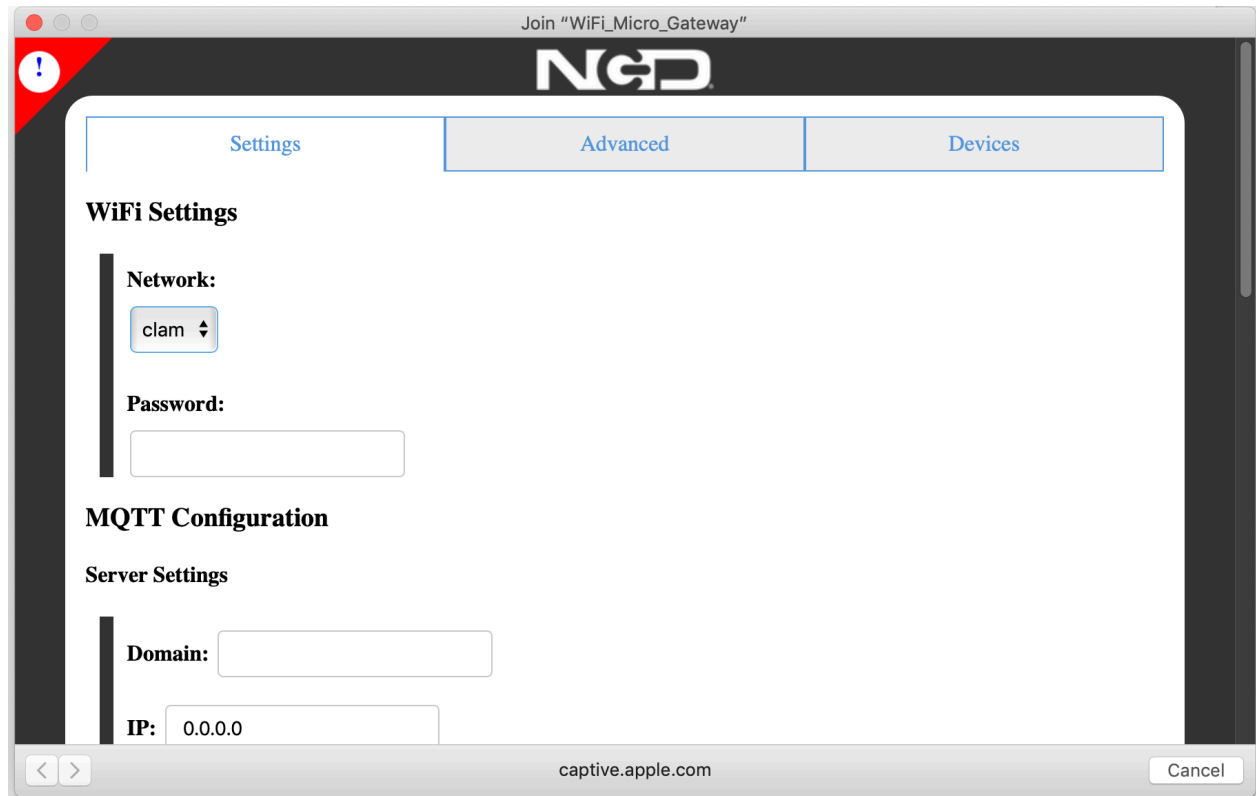 Join “WiFi_Micro_Gateway”
!
NCD
Settings Advanced Devices
WiFi Settings
Network:
clam
Password:
MQTT Configuration
Server Settings
Domain:
IP: 0.0.0.0
captive.apple.com
Cancel